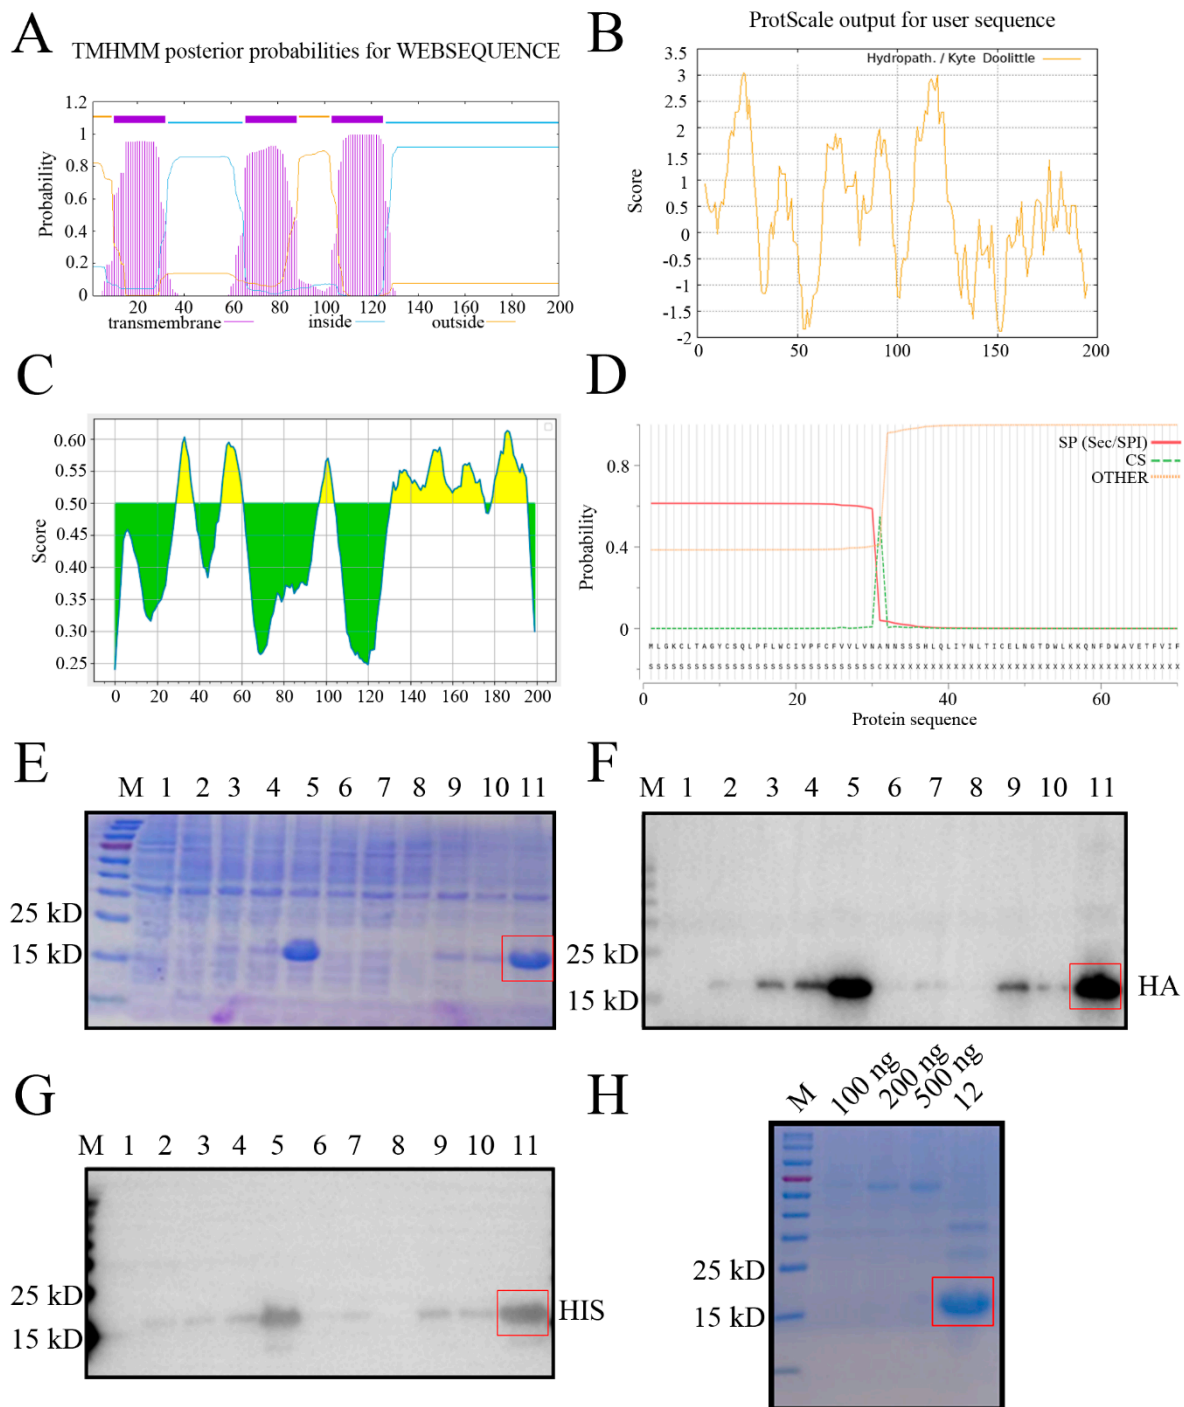 A
TMHMM posterior probabilities for WEBSEQUENCE
1.2
1
0.8
0.6
0.4
0.2
0
Probability
20 40 60 80 100 120 140 160 180 200
transmembrane inside outside
B
ProtScale output for user sequence
Hydropath. / Kyte Doolittle
3.5
3
2.5
2
1.5
1
0.5
0
-0.5
-1
-1.5
-2
Score
0 50 100 150 200
C
0.60
0.55
0.50
0.45
0.40
0.35
0.30
0.25
Score
0 20 40 60 80 100 120 140 160 180 200
D
SP (Sec/SPI)
CS
OTHER
0.8
0.4
0
Probability
MLGKCLTAGYCSQLPFLWCIVPFCFVVLVNANNSSSHLQLIYNLTICELNGTDWLKKQNFDWAVETFVIF
SSSSSSSSSSSSSSSSSSSSSSSSSSSSSSCXXXXXXXXXXXXXXXXXXXXXXXXXXXXXXXXXXXXXXX
0 20 40 60
Protein sequence
E
M 1 2 3 4 5 6 7 8 9 10 11
25 kD
15 kD
F
M 1 2 3 4 5 6 7 8 9 10 11
25 kD
15 kD
HA
G
M 1 2 3 4 5 6 7 8 9 10 11
25 kD
15 kD
HIS
H
M 100 ng 200 ng 500 ng 12
25 kD
15 kD